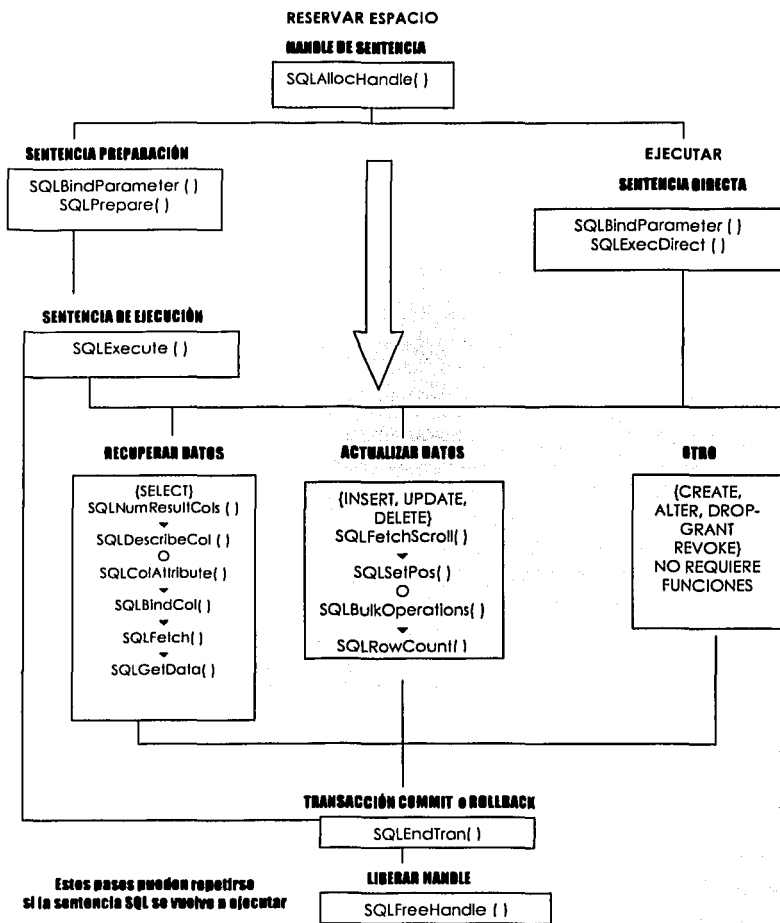 RESERVAR ESPACIO
HANDLE DE SENTENCIA
SQLAllocHandle( )
SENTENCIA PREPARACIÓN
SQLBindParameter ( )
SQLPrepare( )
EJECUTAR
SENTENCIA DIRECTA
SQLBindParameter ( )
SQLExecDirect ( )
SENTENCIA DE EJECUCIÓN
SQLExecute ( )
RECUPERAR DATOS
{SELECT}
SQLNumResultCols ( )
SQLDescribeCol ( )
O
SQLColAttribute( )
SQLBindCol( )
SQLFetch( )
SQLGetData( )
ACTUALIZAR DATOS
{INSERT, UPDATE,
DELETE}
SQLFetchScroll( )
SQLSetPos( )
O
SQLBulkOperations( )
SQLRowCount( )
OTRO
{CREATE,
ALTER, DROP-
GRANT
REVOKE}
NO REQUIERE
FUNCIONES
TRANSACCIÓN COMMIT o ROLLBACK
SQLEndTran( )
Estos pasos pueden repetirse
si la sentencia SQL se vuelve a ejecutar
LIBERAR HANDLE
SQLFreeHandle ( )